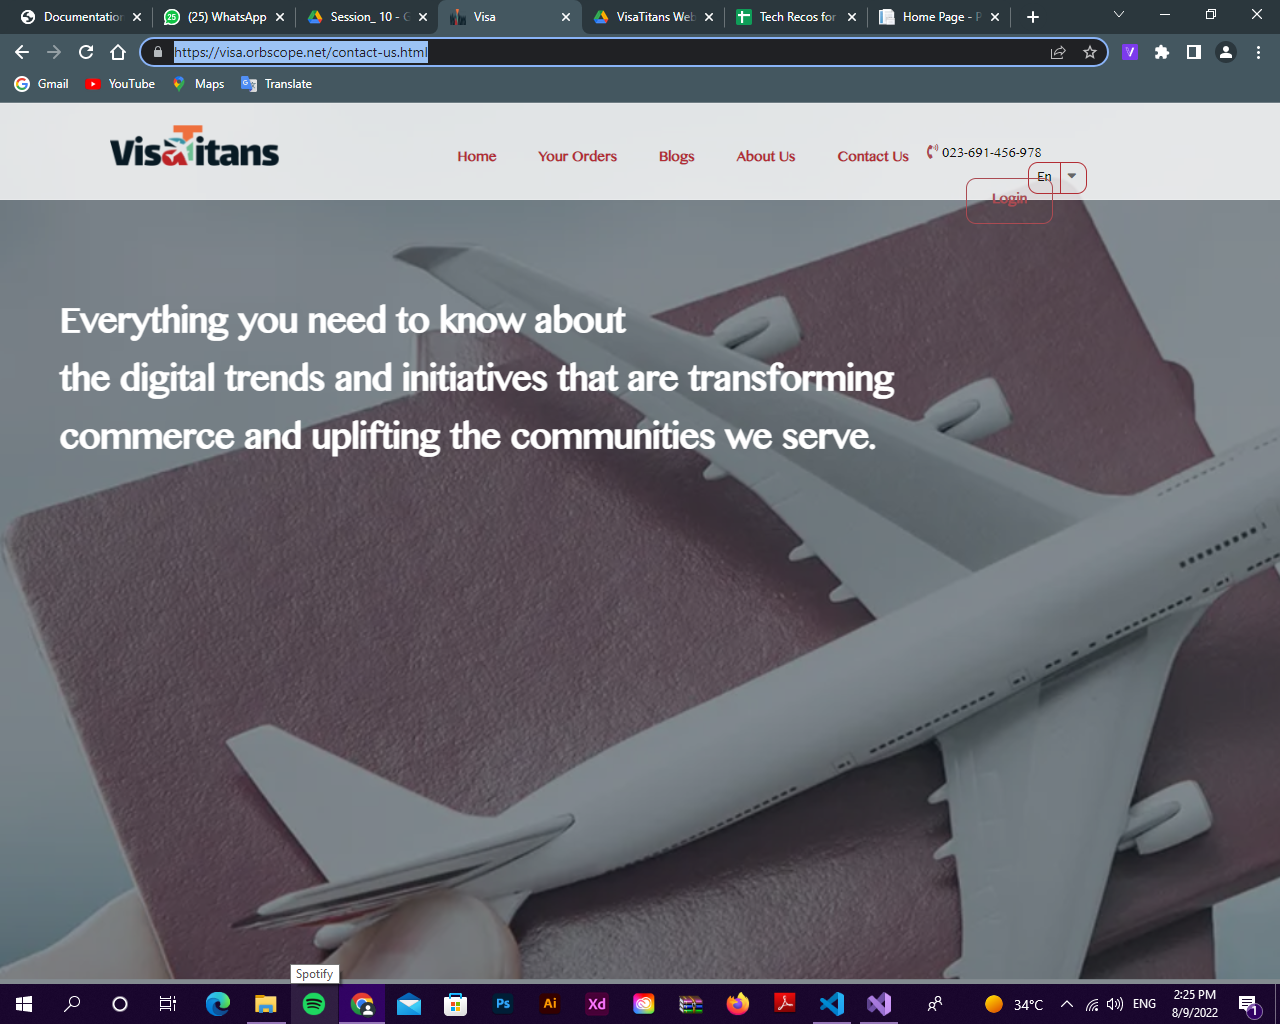 Documentation
(25) WhatsApp
Session_ 10 - G
Visa
VisaTitans Web
Tech Recos for
Home Page - P
https://visa.orbscope.net/contact-us.html
Gmail
YouTube
Maps
Translate
VisaTitans
Home
Your Orders
Blogs
About Us
Contact Us
023-691-456-978
En
Login
Everything you need to know about
the digital trends and initiatives that are transforming
commerce and uplifting the communities we serve.
Spotify
34°C
ENG
2:25 PM
8/9/2022
1